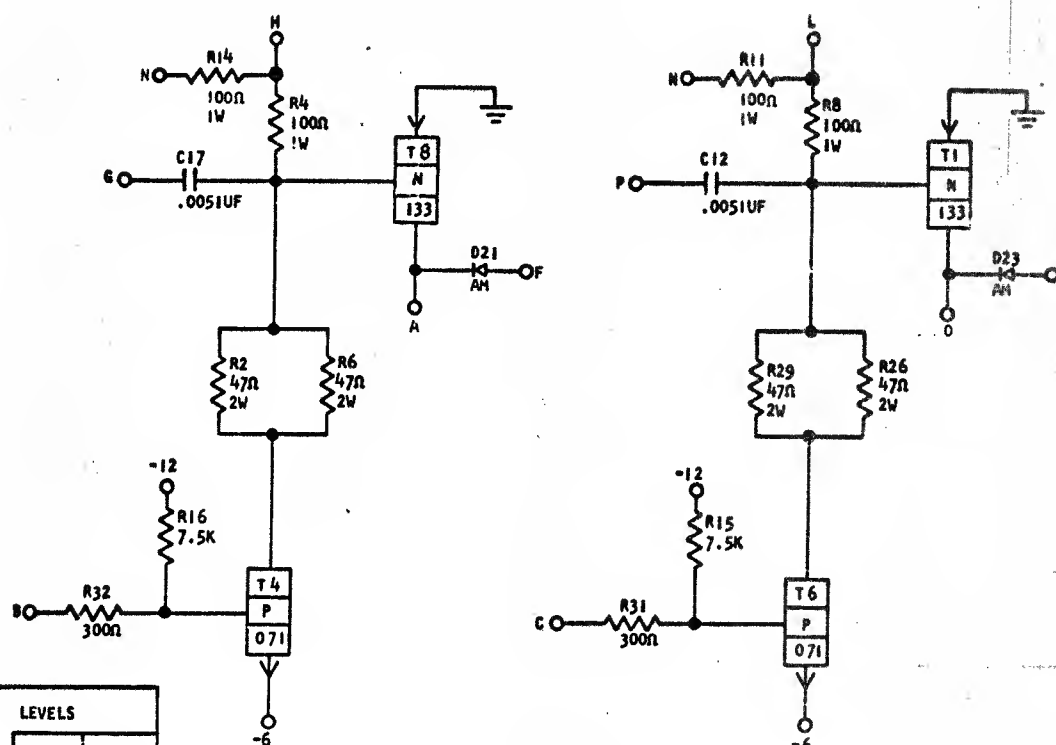 H
N
R14
100Ω
1W
R4
100Ω
1W
G
C17
.0051UF
T8
N
133
D21
AM
F
A
R2
47Ω
2W
R6
47Ω
2W
-12
R16
7.5K
B
R32
300Ω
T4
P
071
-6
LEVELS
L
N
R11
100Ω
1W
R8
100Ω
1W
P
C12
.0051UF
T1
N
133
D23
AM
R29
47Ω
2W
R26
47Ω
2W
-12
R15
7.5K
C
R31
300Ω
T6
P
071
-6